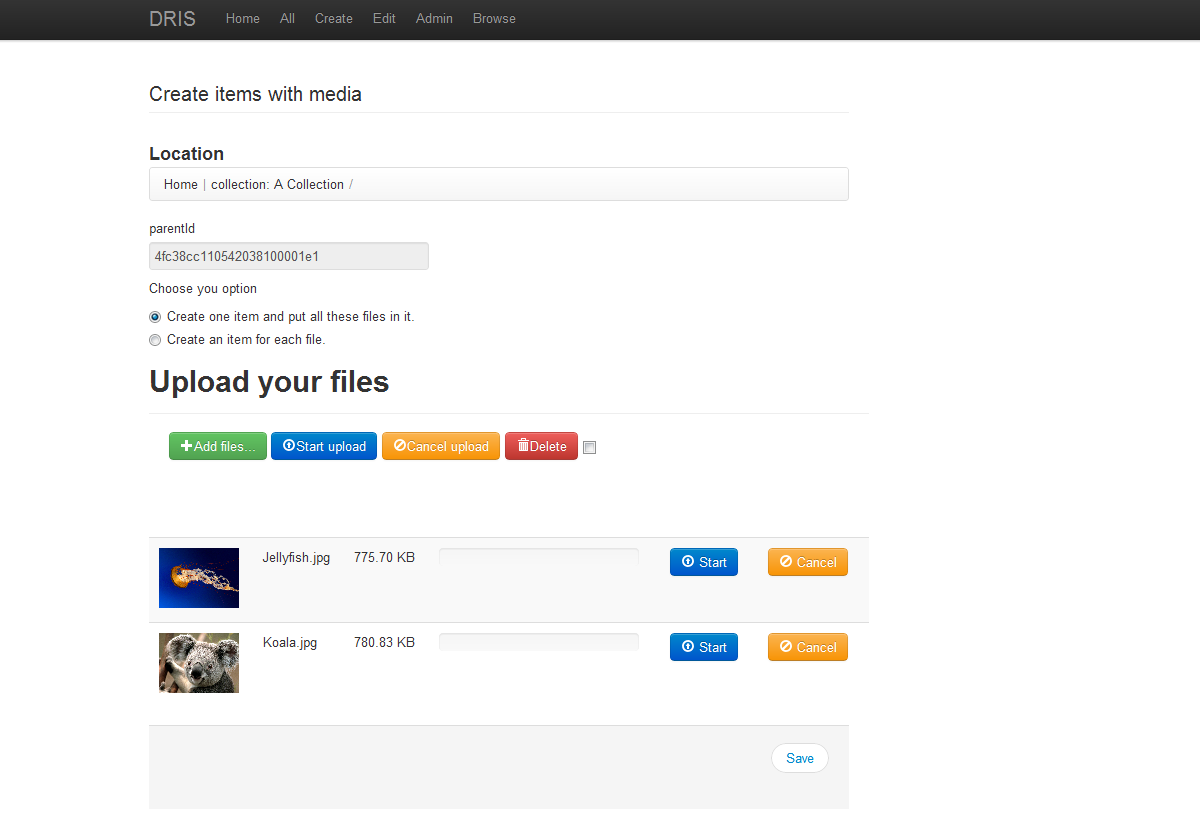 DRIS Home All Create Edit Admin Browse
Create items with media
Location
Home | collection: A Collection /
parentId
4fc38cc110542038100001e1
Choose you option
Create one item and put all these files in it.
Create an item for each file.
Upload your files
Add files... Start upload Cancel upload Delete
Jellyfish.jpg 775.70 KB Start Cancel
Koala.jpg 780.83 KB Start Cancel
Save